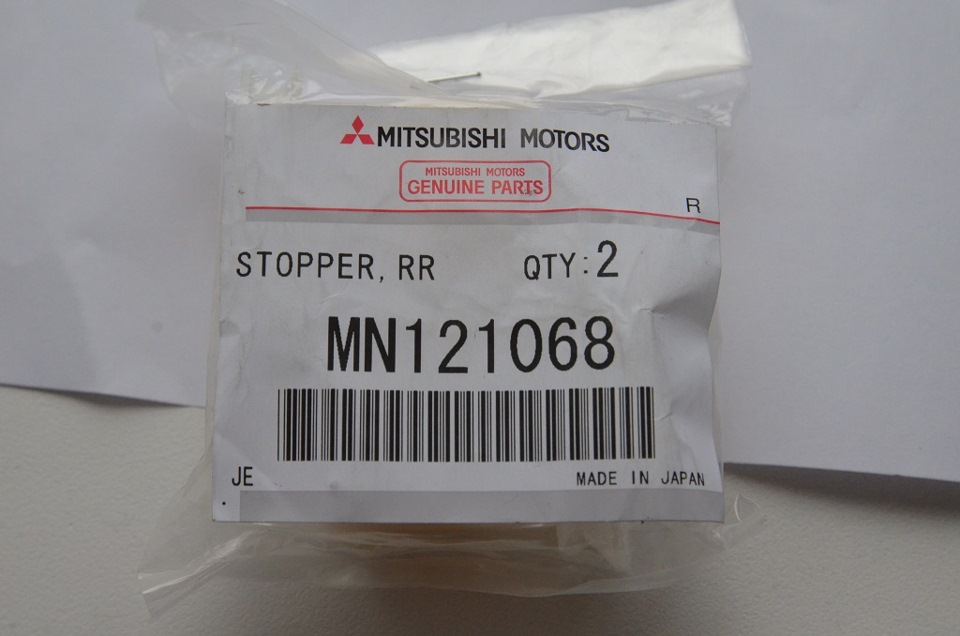 MITSUBISHI MOTORS
MITSUBISHI MOTORS
GENUINE PARTS
R
STOPPER, RR QTY:2
MN121068
JE MADE IN JAPAN